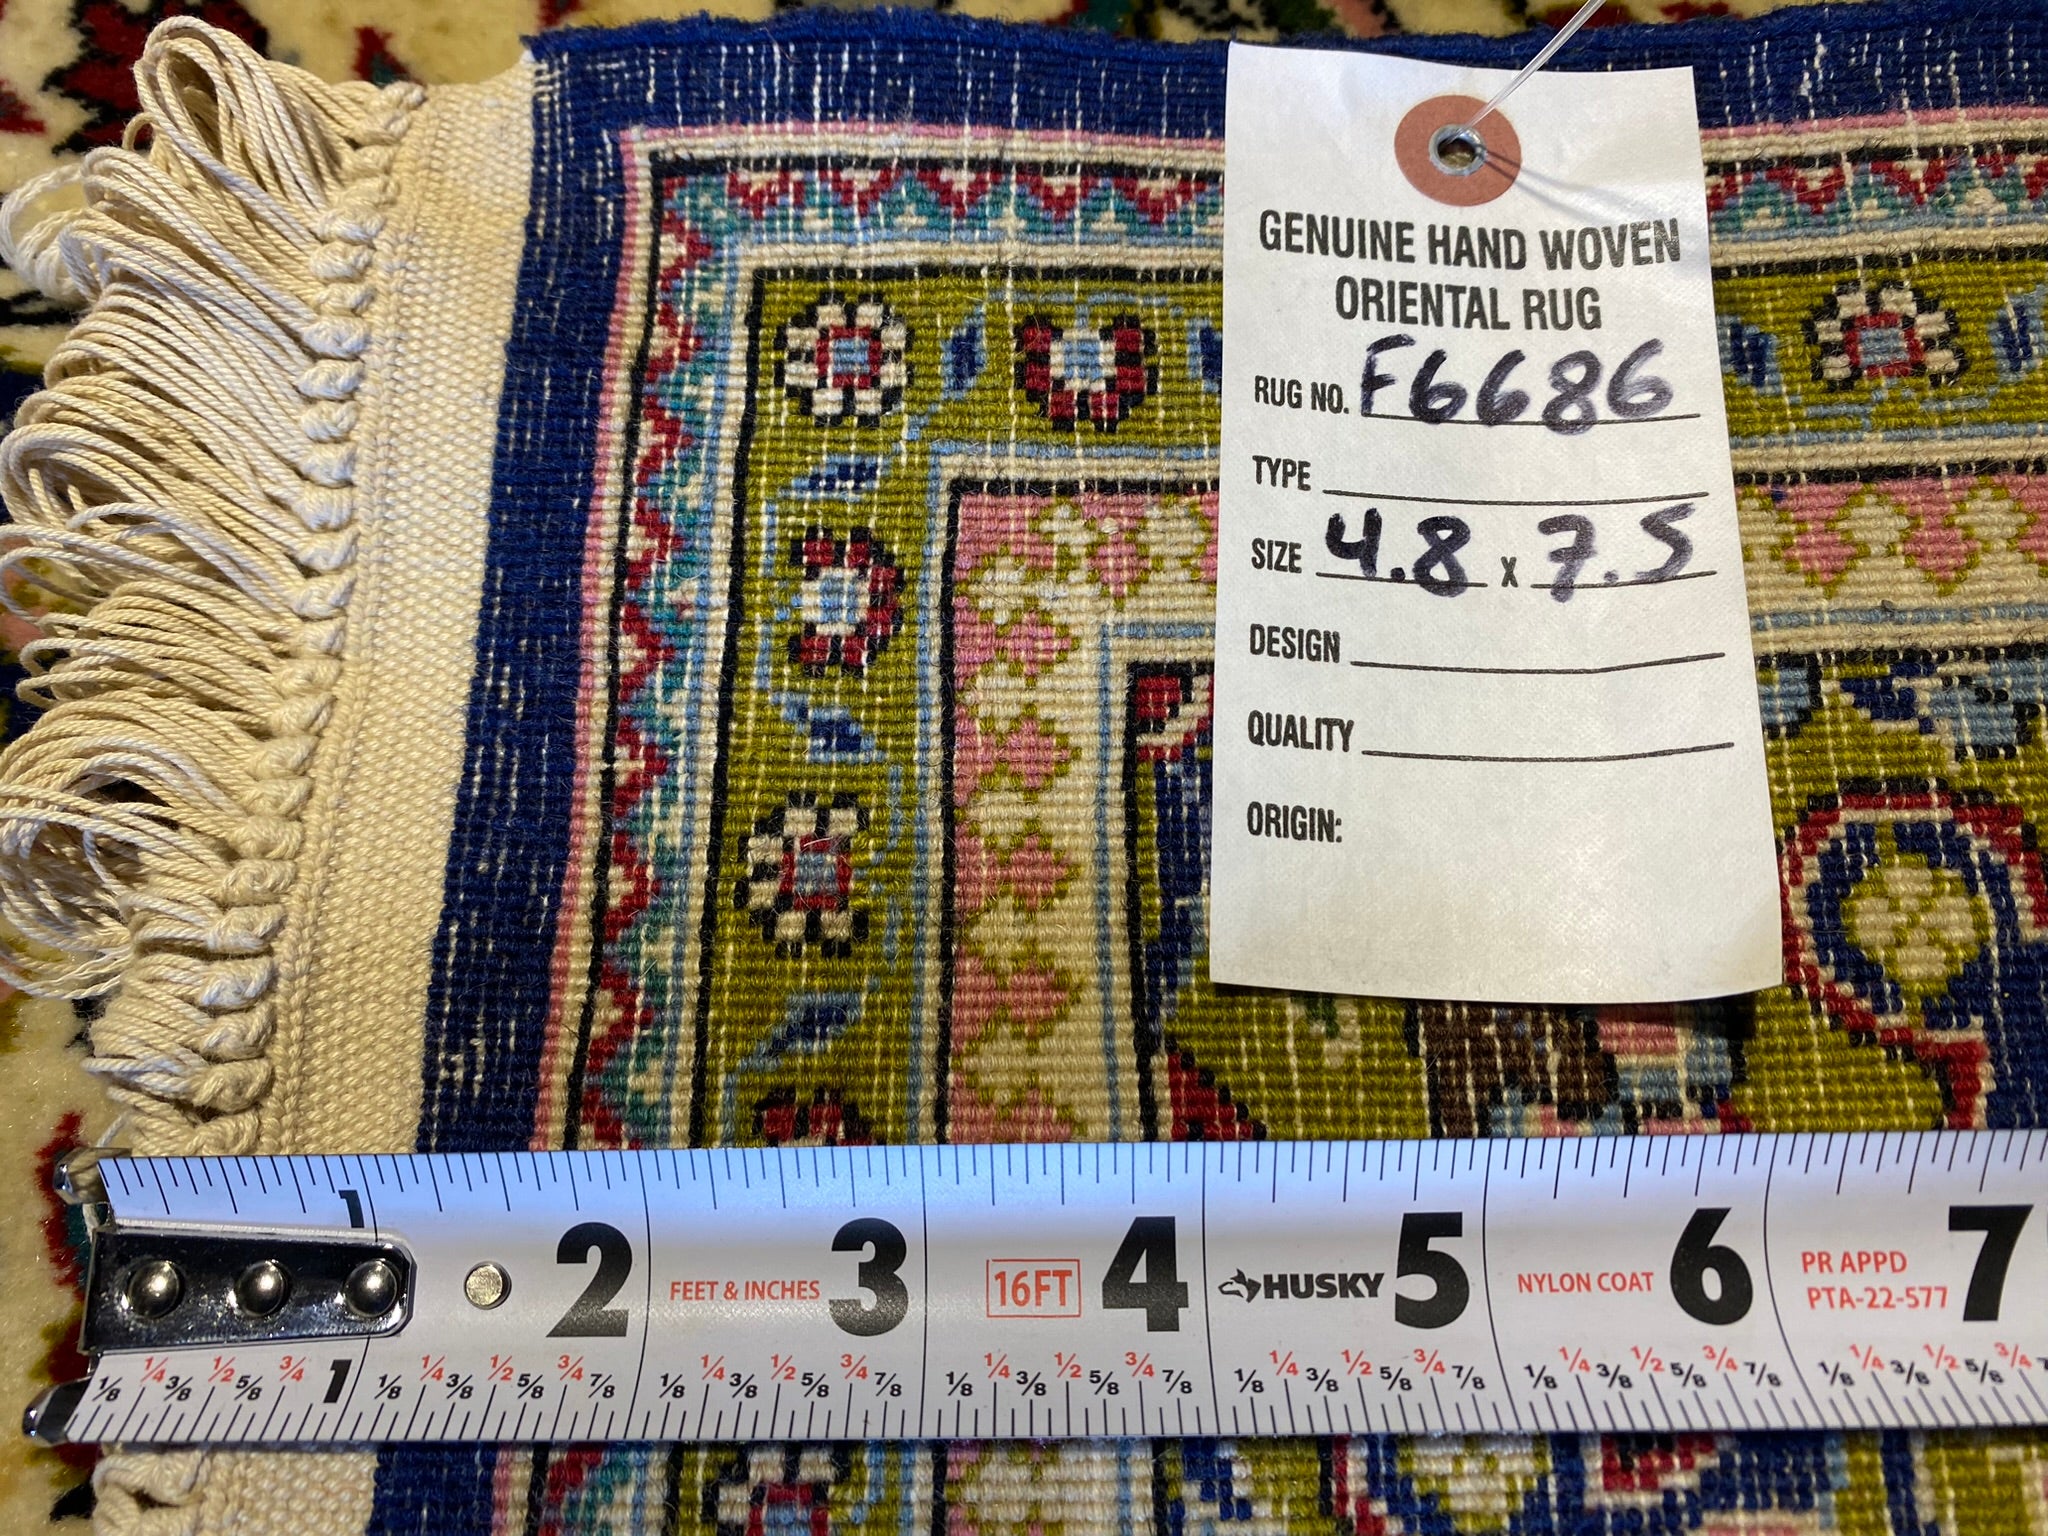 GENUINE HAND WOVEN
ORIENTAL RUG
RUG NO. F6686
TYPE
SIZE 4.8 x 7.5
DESIGN
QUALITY
ORIGIN:
1
2 FEET & INCHES 3 16FT 4 HUSKY 5 NYLON COAT 6 PR APPD PTA-22-577 7
1/8 1/4 3/8 1/2 5/8 3/4 1 1/8 1/4 3/8 1/2 5/8 3/4 7/8 1/8 1/4 3/8 1/2 5/8 3/4 7/8 1/8 1/4 3/8 1/2 5/8 3/4 7/8 1/8 1/4 3/8 1/2 5/8 3/4 7/8 1/8 1/4 3/8 1/2 5/8 3/4 7/8 1/8 1/4 3/8 1/2 5/8 3/4